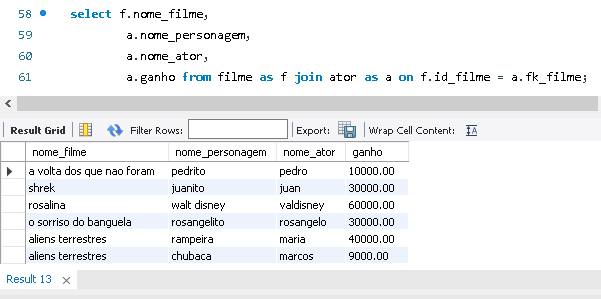 58 select f.nome_filme,
59 a.nome_personagem,
60 a.nome_ator,
61 a.ganho from filme as f join ator as a on f.id_filme = a.fk_filme;
Result Grid Filter Rows: Export: Wrap Cell Content:
nome_filme nome_personagem nome_ator ganho
a volta dos que nao foram pedrito pedro 10000.00
shrek juanito juan 30000.00
rosalina walt disney valdisney 60000.00
o sorriso do banguela rosangelito rosangelo 30000.00
aliens terrestres rampeira maria 40000.00
aliens terrestres chubaca marcos 9000.00
Result 13